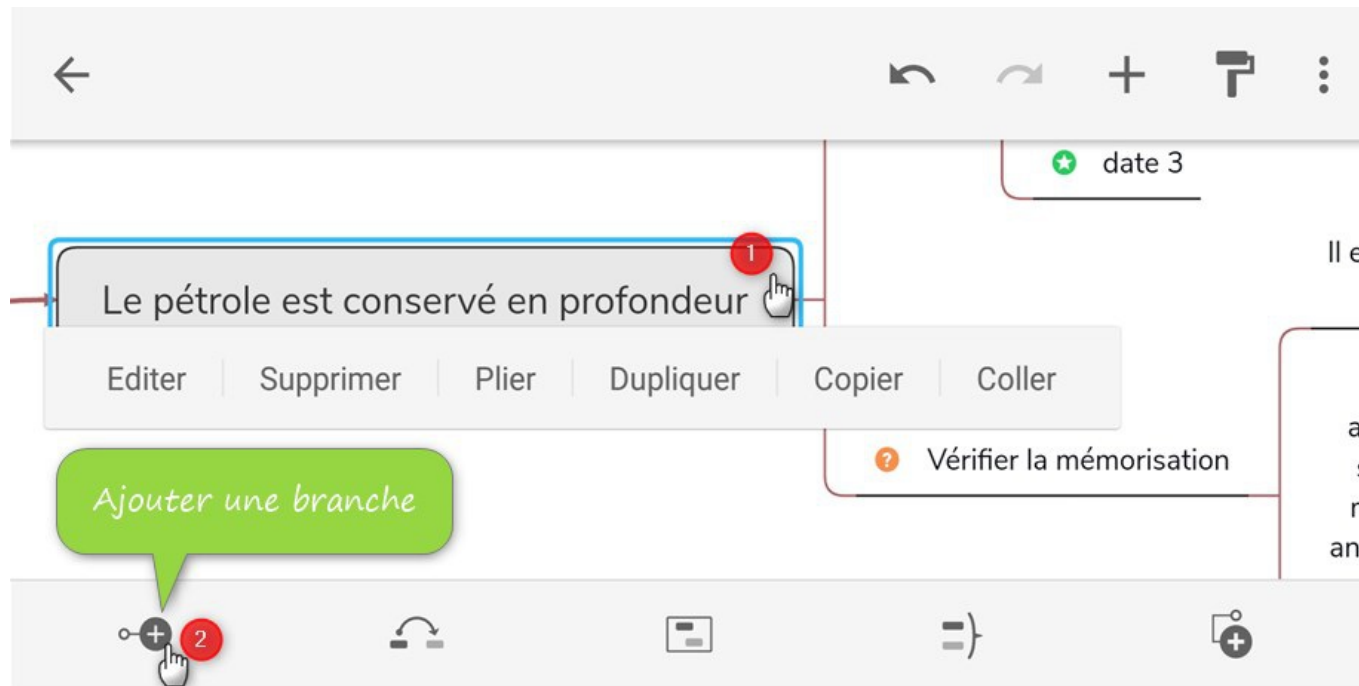 date 3
Il e
1
Le pétrole est conservé en profondeur
Editer Supprimer Plier Dupliquer Copier Coller
a
Vérifier la mémorisation
s
r
Ajouter une branche
an
2